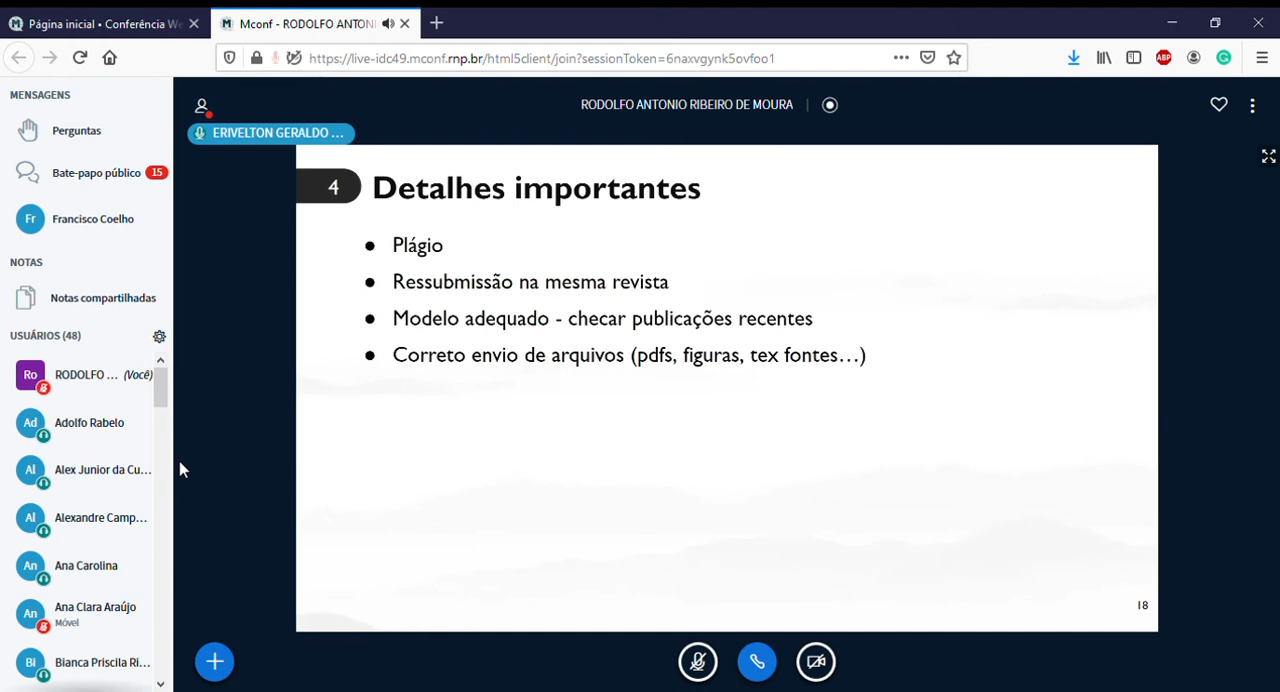 Página inicial • Conferência We
Mconf - RODOLFO ANTONI
https://live-idc49.mconf.rnp.br/html5client/join?sessionToken=6naxvgynk5ovfoo1
ABP
MENSAGENS
Perguntas
Bate-papo público 15
Fr Francisco Coelho
NOTAS
Notas compartilhadas
USUÁRIOS (48)
Ro RODOLFO ... (Você)
Ad Adolfo Rabelo
Al Alex Junior da Cu...
Al Alexandre Camp...
An Ana Carolina
An Ana Clara Araújo
Móvel
Bi Bianca Priscila Ri...
RODOLFO ANTONIO RIBEIRO DE MOURA
ERIVELTON GERALDO ...
4 Detalhes importantes
● Plágio
● Ressubmissão na mesma revista
● Modelo adequado - checar publicações recentes
● Correto envio de arquivos (pdfs, figuras, tex fontes...)
18